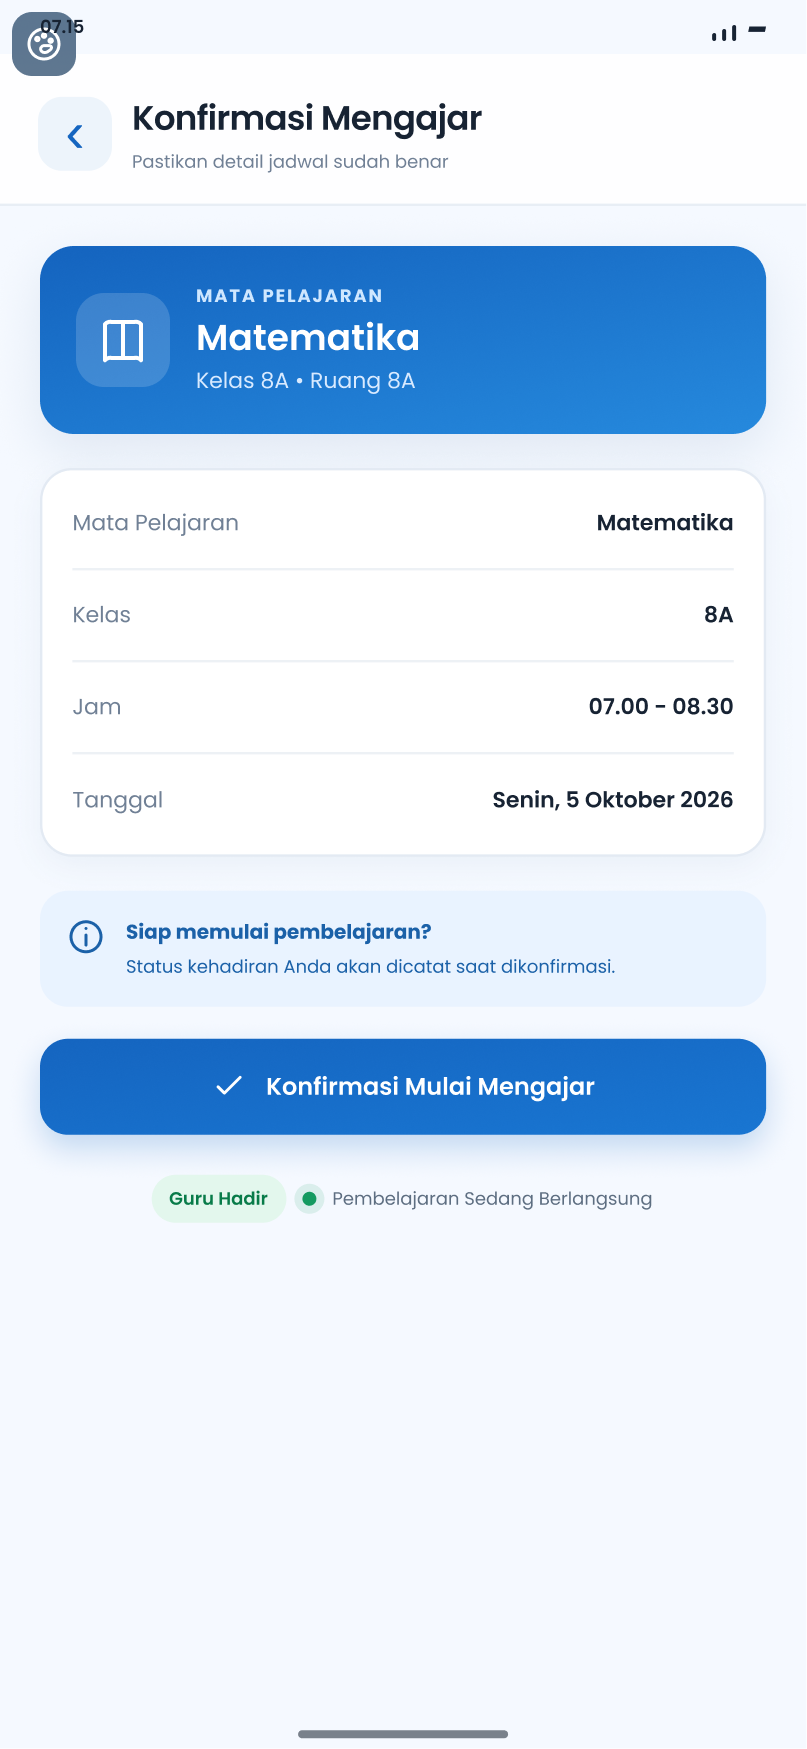 07.15
Konfirmasi Mengajar
Pastikan detail jadwal sudah benar
MATA PELAJARAN
Matematika
Kelas 8A • Ruang 8A
Mata Pelajaran Matematika
Kelas 8A
Jam 07.00 - 08.30
Tanggal Senin, 5 Oktober 2026
Siap memulai pembelajaran?
Status kehadiran Anda akan dicatat saat dikonfirmasi.
Konfirmasi Mulai Mengajar
Guru Hadir Pembelajaran Sedang Berlangsung